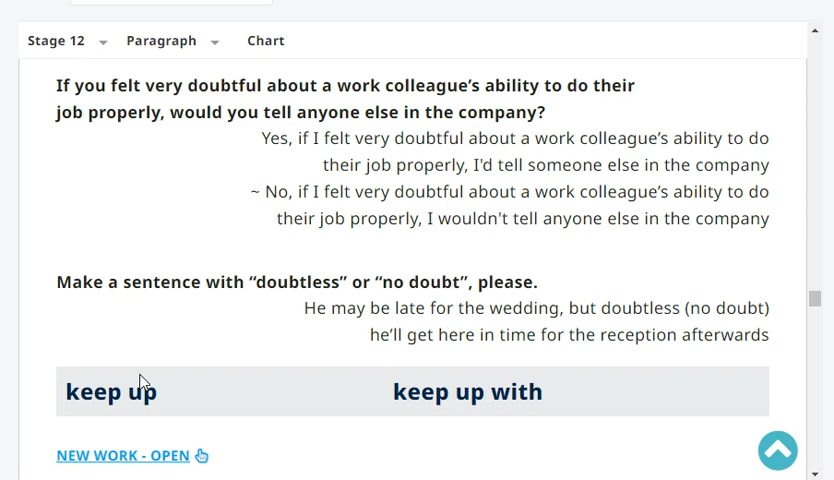 Stage 12 Paragraph Chart
If you felt very doubtful about a work colleague’s ability to do their
job properly, would you tell anyone else in the company?
Yes, if I felt very doubtful about a work colleague’s ability to do
their job properly, I'd tell someone else in the company
~ No, if I felt very doubtful about a work colleague’s ability to do
their job properly, I wouldn't tell anyone else in the company
Make a sentence with “doubtless” or “no doubt”, please.
He may be late for the wedding, but doubtless (no doubt)
he’ll get here in time for the reception afterwards
keep up keep up with
NEW WORK - OPEN